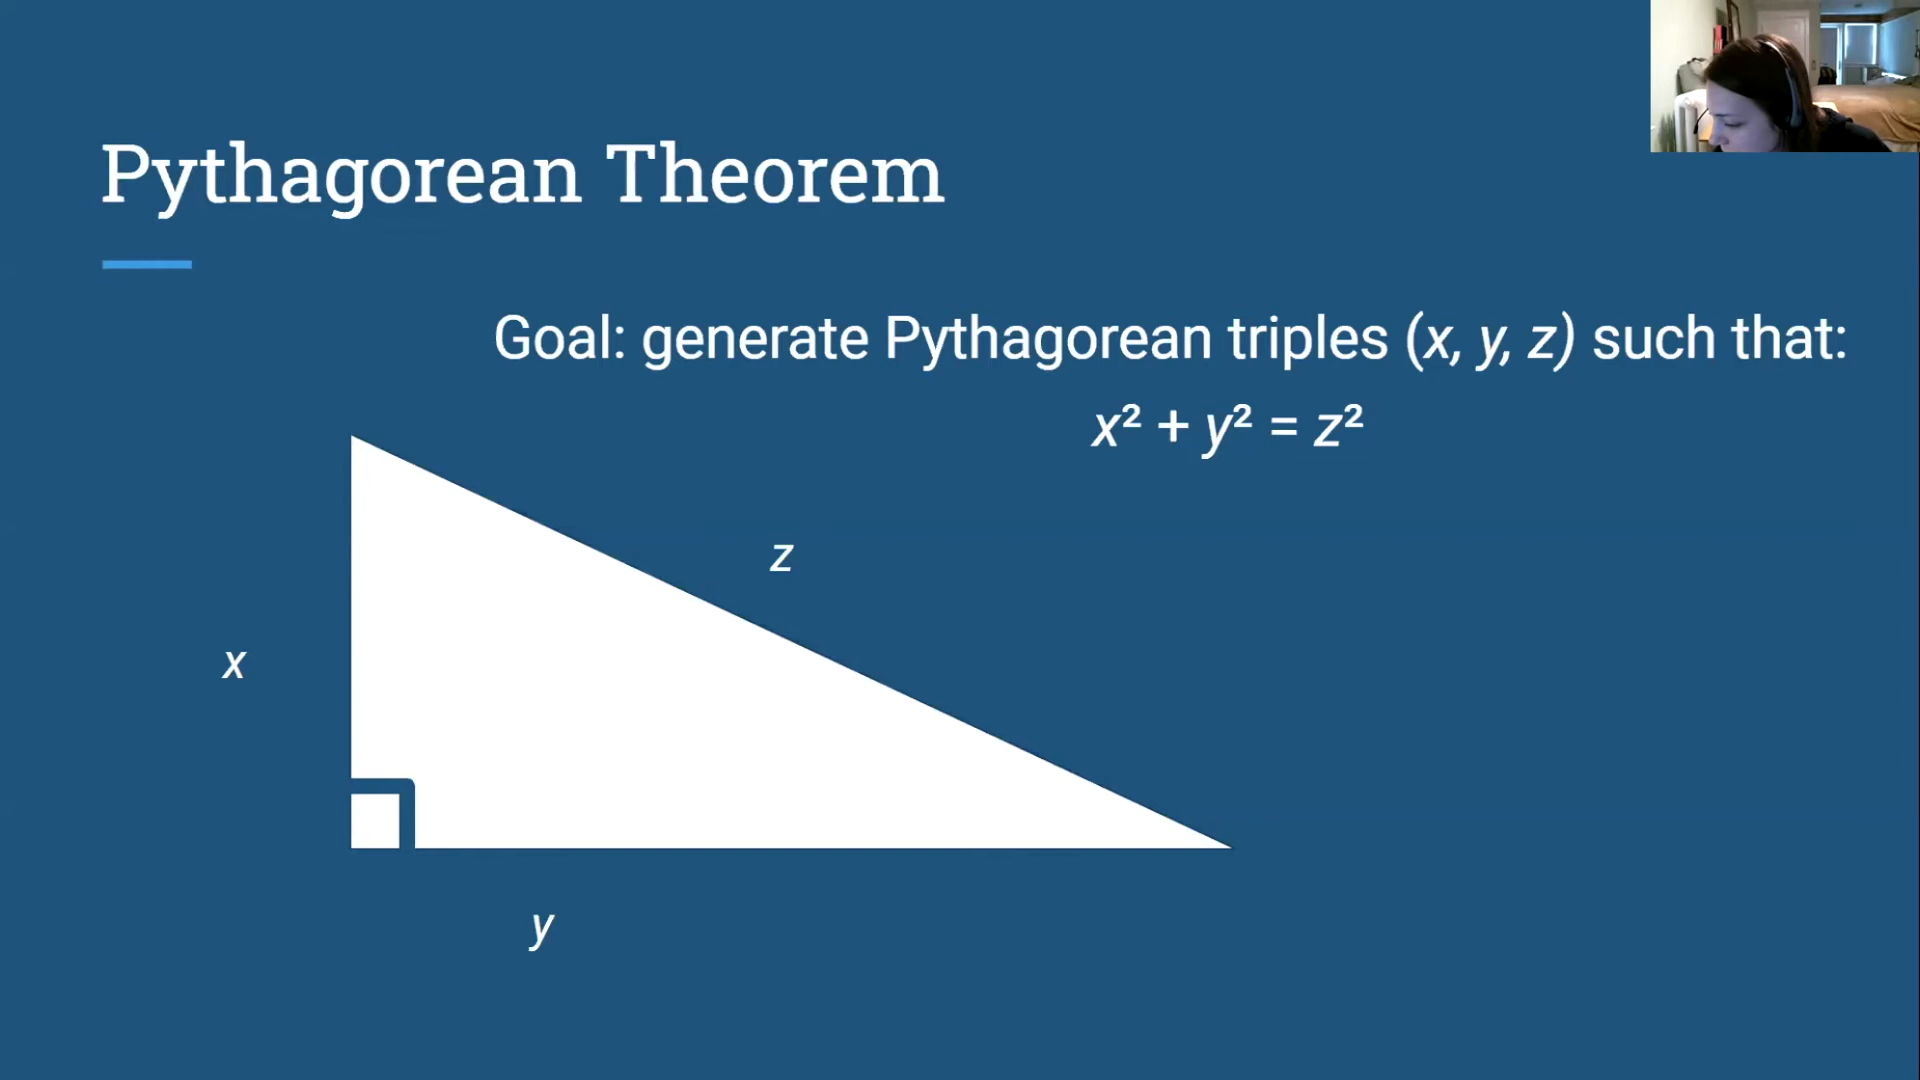 Pythagorean Theorem
Goal: generate Pythagorean triples (x, y, z) such that:
x² + y² = z²
z
x
y